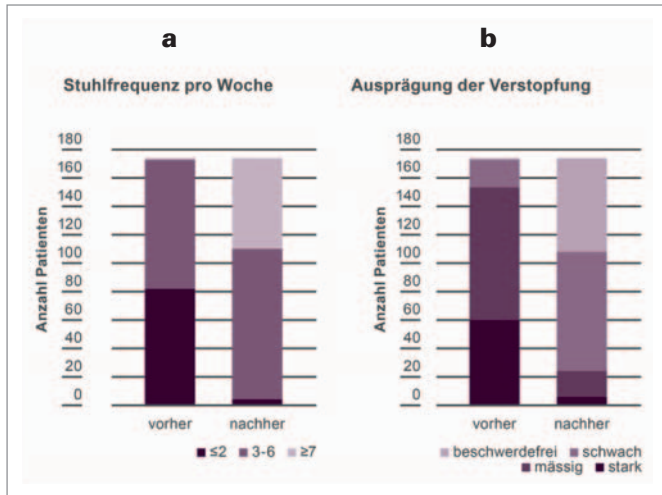 a
Stuhlfrequenz pro Woche
Anzahl Patienten
180
160
140
120
100
80
60
40
20
0
vorher nachher
≤2 3-6 ≥7
b
Ausprägung der Verstopfung
Anzahl Patienten
180
160
140
120
100
80
60
40
20
0
vorher nachher
beschwerdefrei schwach
mässig stark